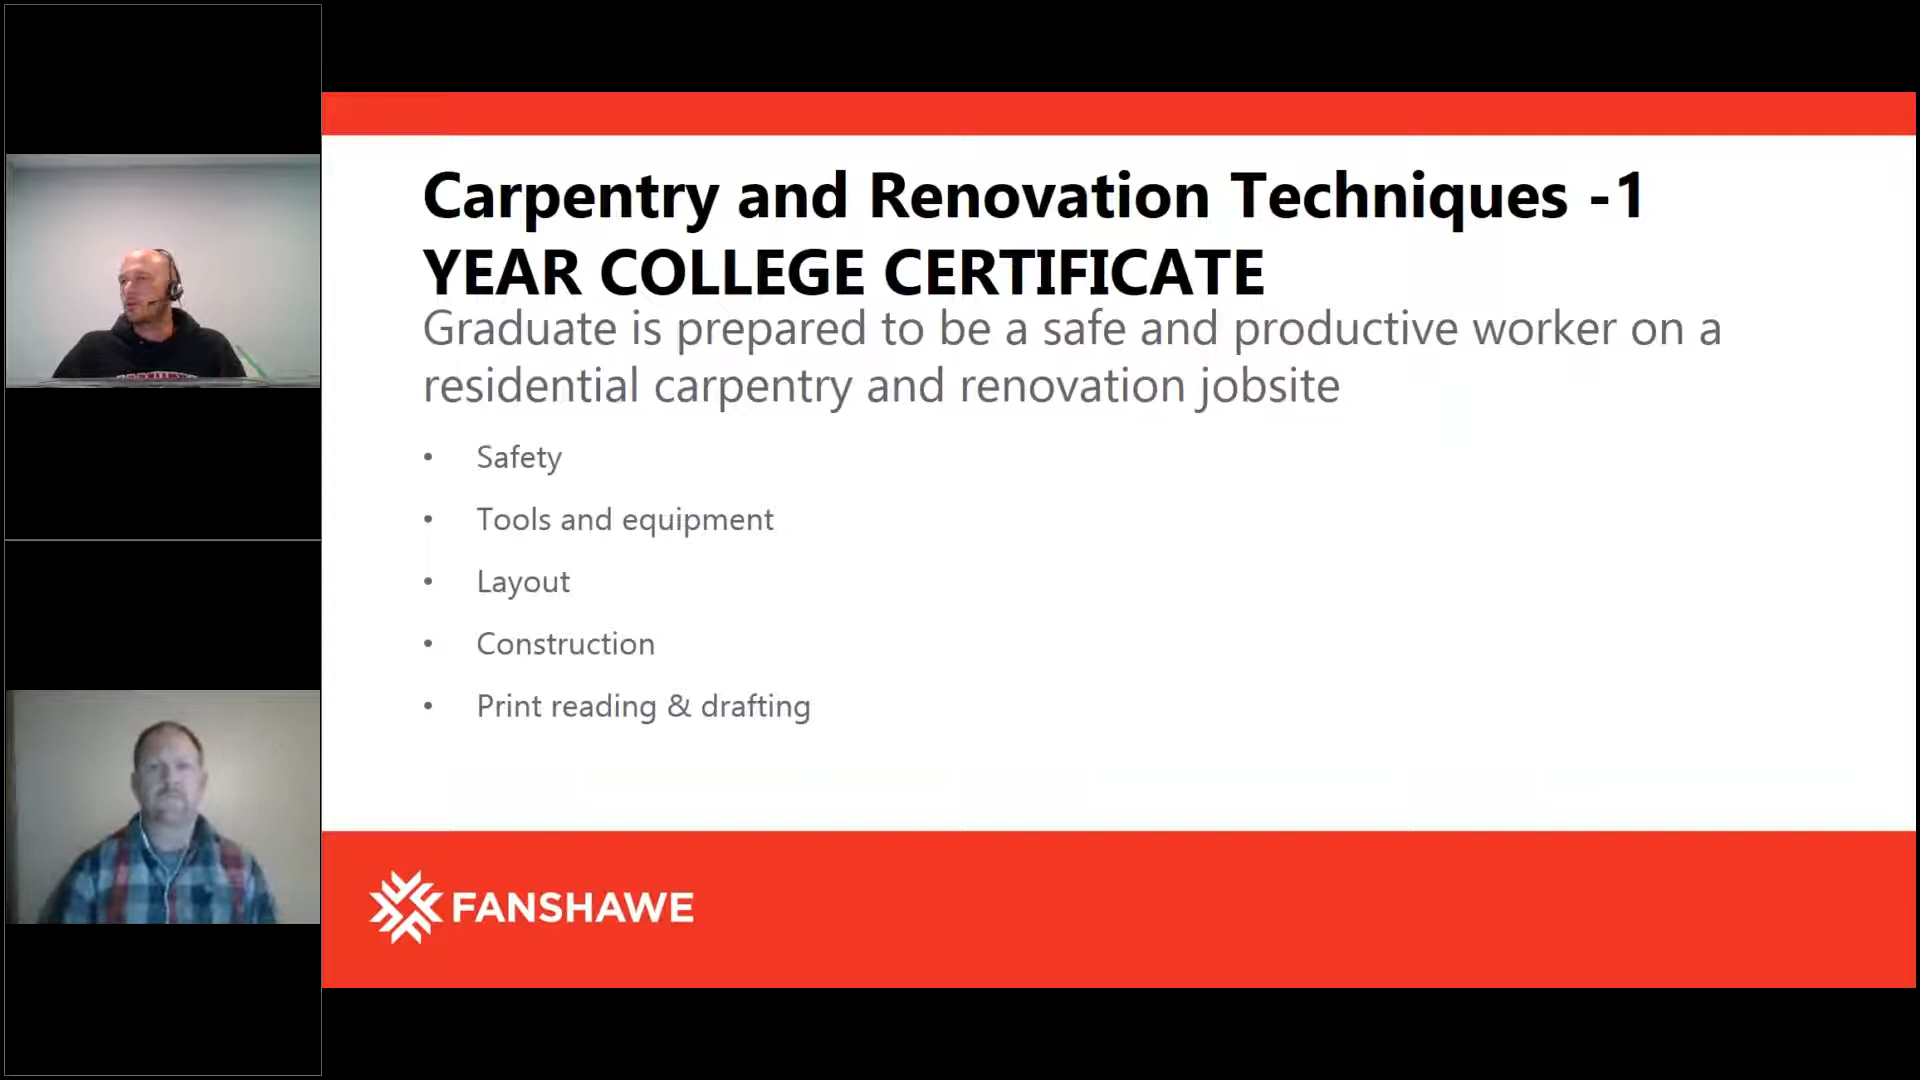 Carpentry and Renovation Techniques -1
YEAR COLLEGE CERTIFICATE
Graduate is prepared to be a safe and productive worker on a
residential carpentry and renovation jobsite
• Safety
• Tools and equipment
• Layout
• Construction
• Print reading & drafting
FANSHAWE